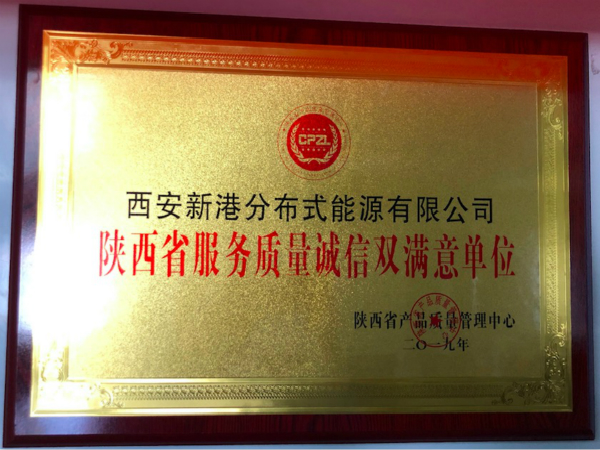 CPZL
西安新港分布式能源有限公司
陕西省服务质量诚信双满意单位
陕西省产品质量管理中心
二〇一九年